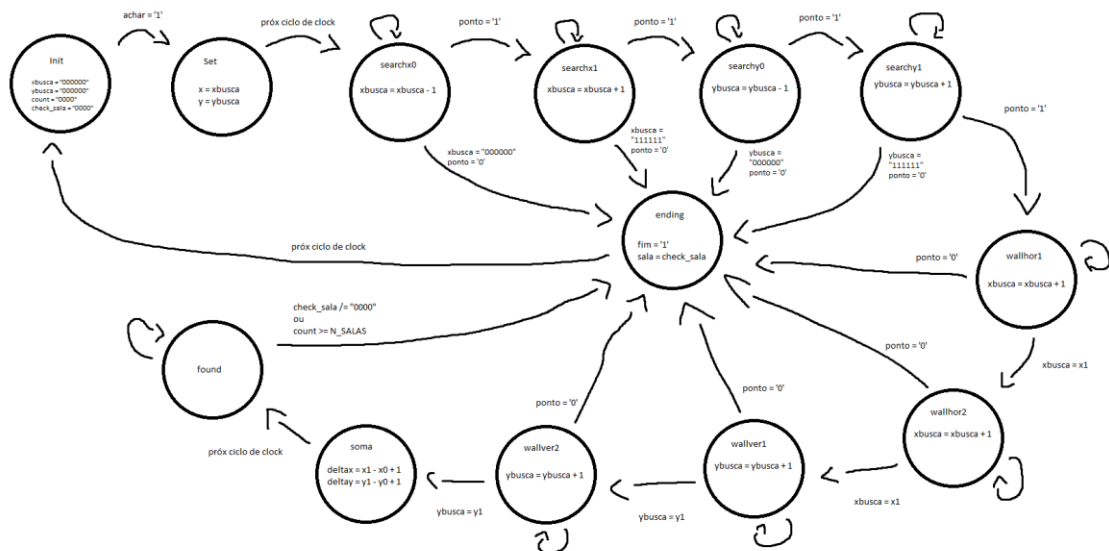 achar = '1'
próx ciclo de clock
ponto = '1'
ponto = '1'
ponto = '1'
Init
xbusca = "000000"
ybusca = "000000"
count = "0000"
check_sala = "0000"
Set
x = xbusca
y = ybusca
searchx0
xbusca = xbusca - 1
searchx1
xbusca = xbusca + 1
searchy0
ybusca = ybusca - 1
searchy1
ybusca = ybusca + 1
ponto = '1'
xbusca = "000000"
ponto = '0'
xbusca =
"111111"
ponto = '0'
ybusca =
"000000"
ponto = '0'
ybusca =
"111111"
ponto = '0'
ending
fim = '1'
sala = check_sala
próx ciclo de clock
ponto = '0'
wallhor1
xbusca = xbusca + 1
check_sala /= "0000"
ou
count >= N_SALAS
found
ponto = '0'
xbusca = x1
ponto = '0'
ponto = '0'
wallhor2
xbusca = xbusca + 1
soma
deltax = x1 - x0 + 1
deltay = y1 - y0 + 1
wallver2
ybusca = ybusca + 1
wallver1
ybusca = ybusca + 1
próx ciclo de clock
ybusca = y1
ybusca = y1
xbusca = x1